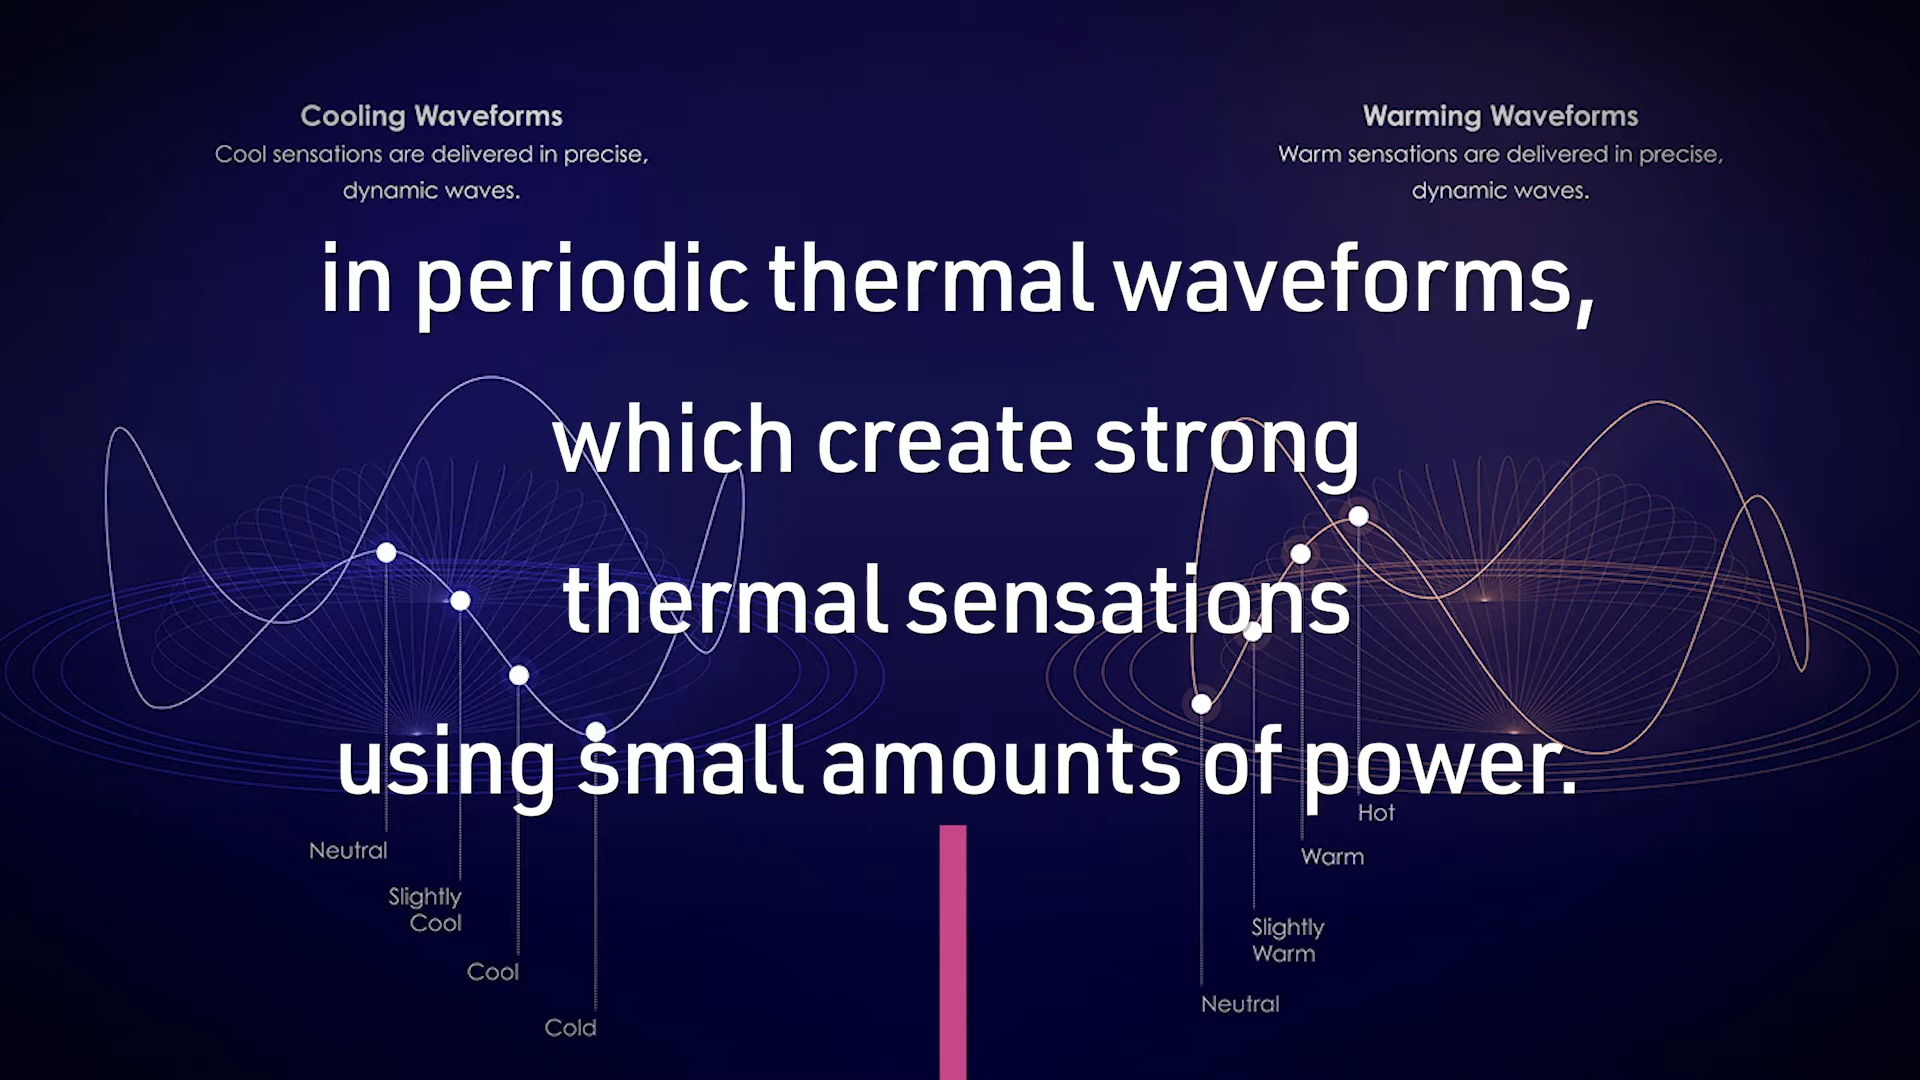 Cooling Waveforms
Cool sensations are delivered in precise,
dynamic waves.
Warming Waveforms
Warm sensations are delivered in precise,
dynamic waves.
in periodic thermal waveforms,
which create strong
thermal sensations
using small amounts of power.
Neutral
Slightly
Cool
Cool
Cold
Hot
Warm
Slightly
Warm
Neutral